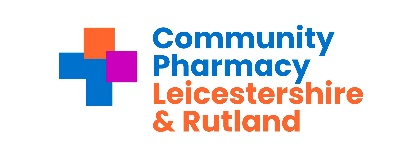 Community
Pharmacy
Leicestershire
& Rutland